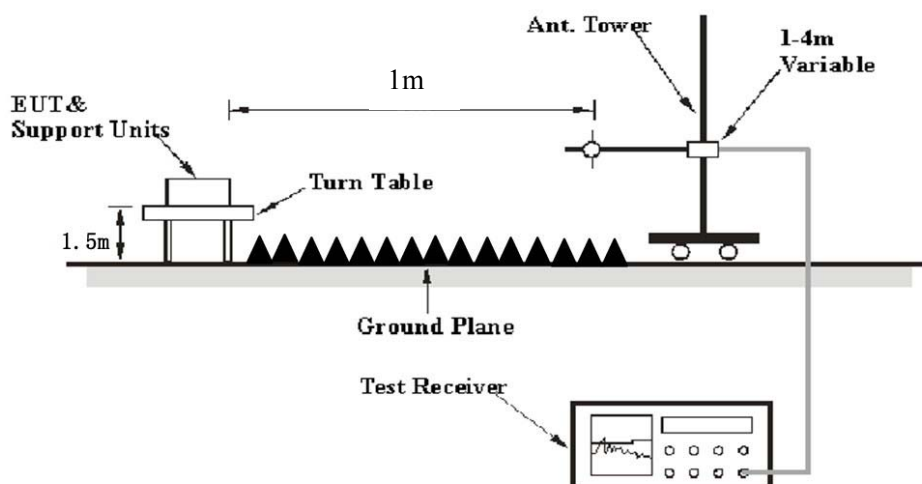 Ant. Tower
1-4m
Variable
1m
EUT&
Support Units
Turn Table
1.5m
Ground Plane
Test Receiver